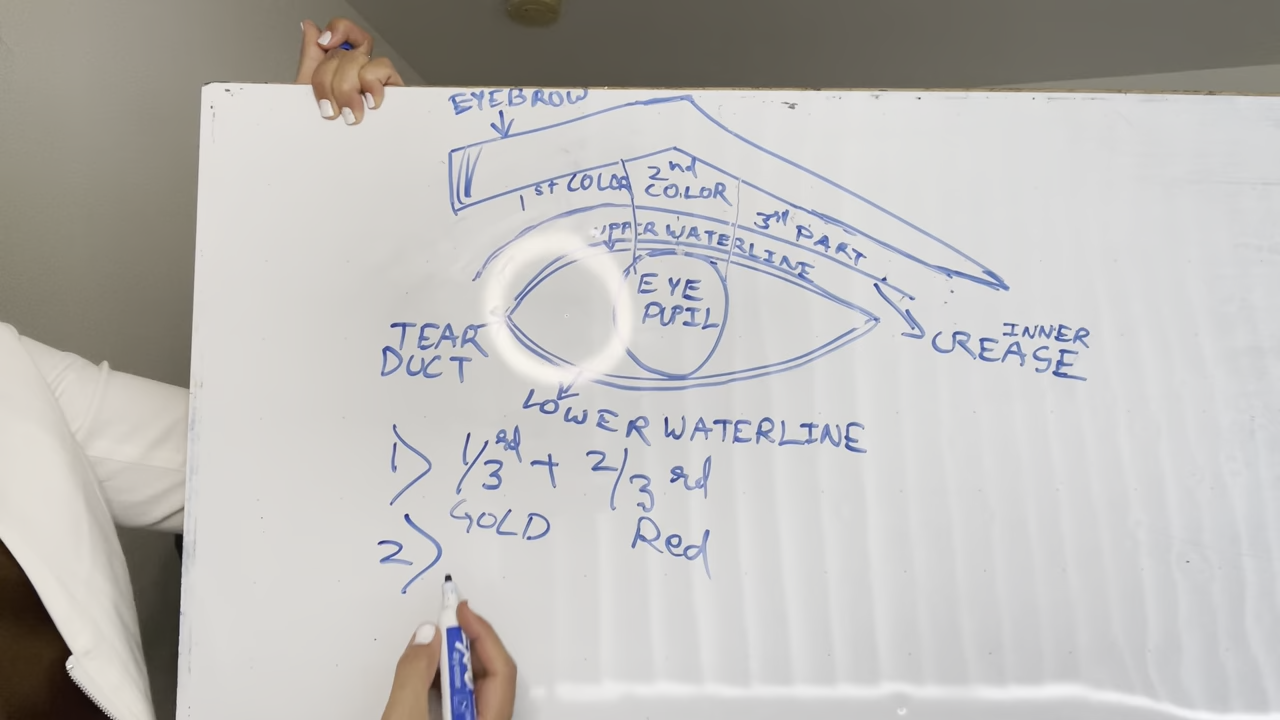 EYEBROW
1st COLOR
2nd
COLOR
3rd PART
UPPER WATERLINE
EYE
PUPIL
TEAR
DUCT
INNER
CREASE
LOWER WATERLINE
1) 1/3rd + 2/3rd
GOLD Red
2)